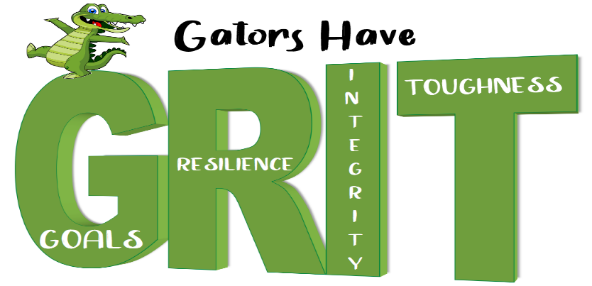 Gators Have
GRIT
GOALS
RESILIENCE
INTEGRITY
TOUGHNESS